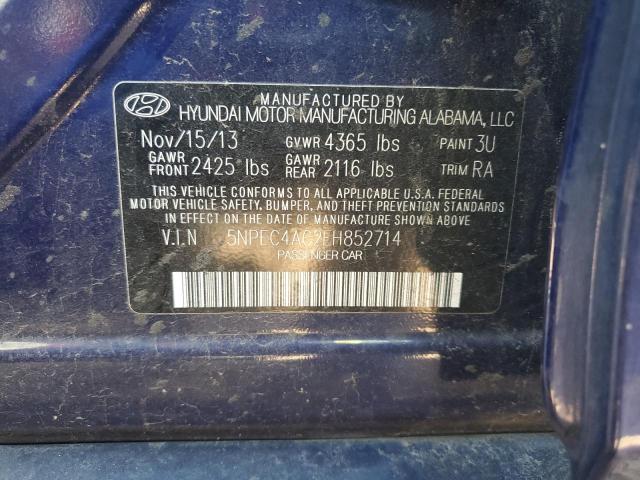 MANUFACTURED BY
HYUNDAI MOTOR MANUFACTURING ALABAMA, LLC
Nov/15/13 GVWR 4365 lbs PAINT 3U
GAWR FRONT 2425 lbs GAWR REAR 2116 lbs TRIM RA
THIS VEHICLE CONFORMS TO ALL APPLICABLE U.S.A. FEDERAL
MOTOR VEHICLE SAFETY, BUMPER, AND THEFT PREVENTION STANDARDS
IN EFFECT ON THE DATE OF MANUFACTURE SHOWN ABOVE.
V.I.N 5NPEC4AC2EH852714
PASSENGER CAR